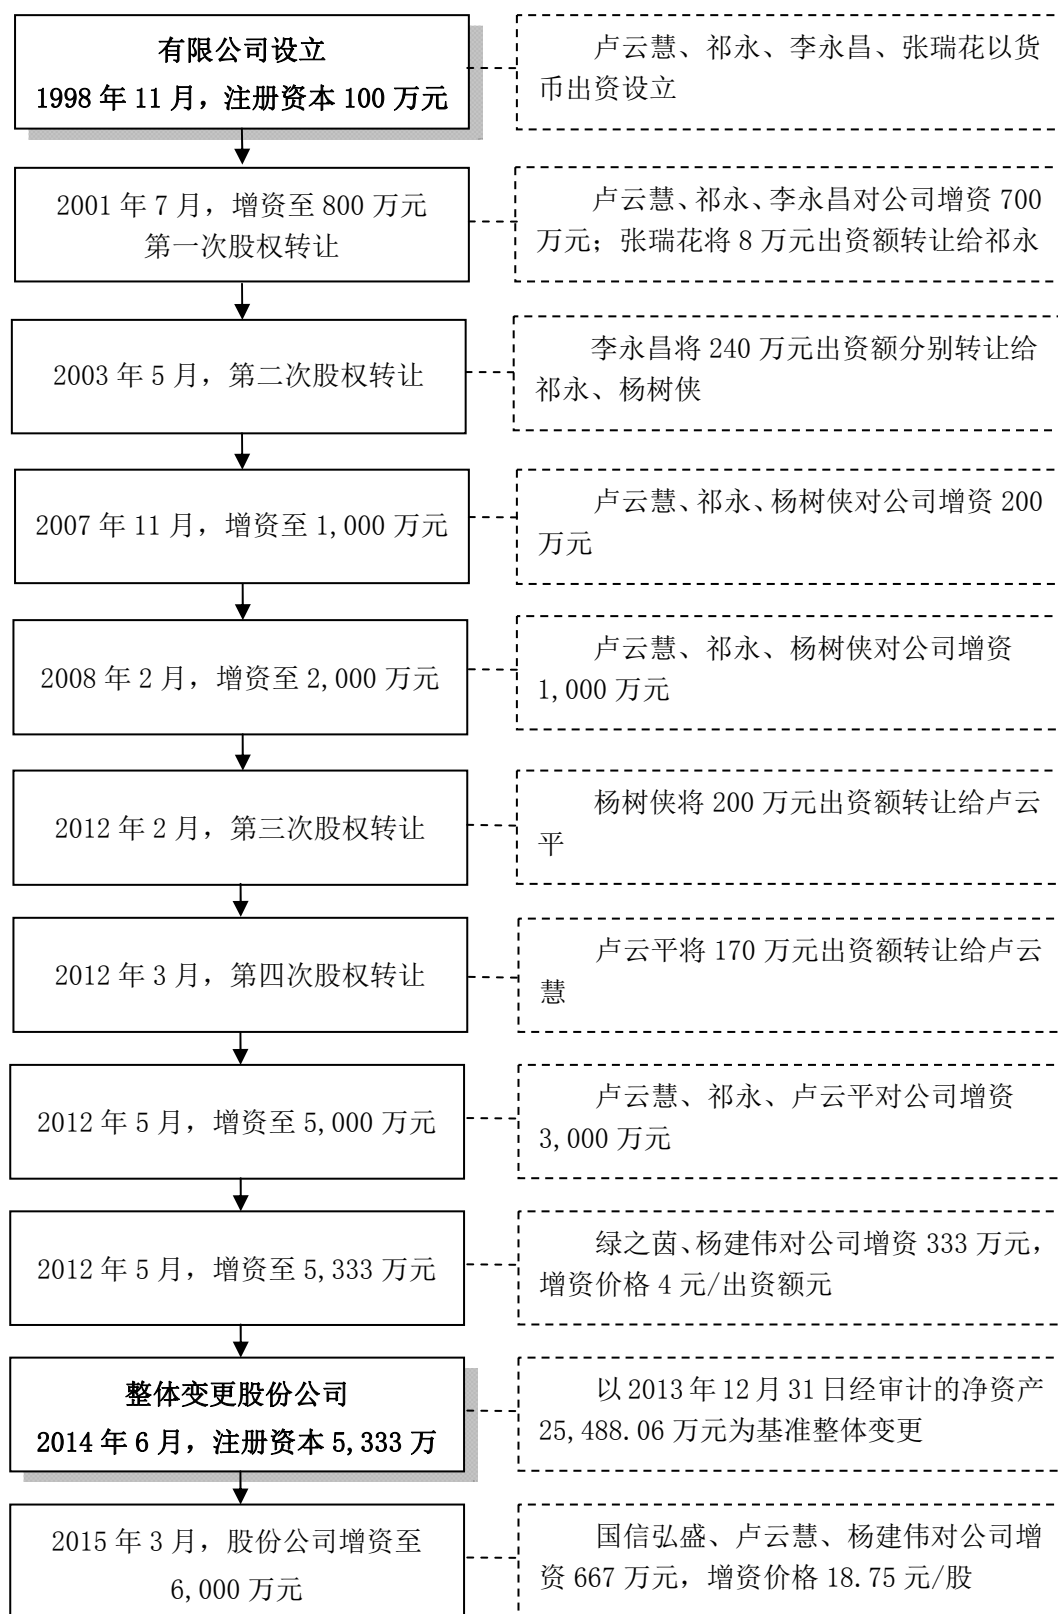 有限公司设立
1998 年 11 月，注册资本 100 万元
卢云慧、祁永、李永昌、张瑞花以货
币出资设立
2001 年 7 月，增资至 800 万元
第一次股权转让
卢云慧、祁永、李永昌对公司增资 700
万元；张瑞花将 8 万元出资额转让给祁永
2003 年 5 月，第二次股权转让
李永昌将 240 万元出资额分别转让给
祁永、杨树侠
2007 年 11 月，增资至 1,000 万元
卢云慧、祁永、杨树侠对公司增资 200
万元
2008 年 2 月，增资至 2,000 万元
卢云慧、祁永、杨树侠对公司增资
1,000 万元
2012 年 2 月，第三次股权转让
杨树侠将 200 万元出资额转让给卢云
平
2012 年 3 月，第四次股权转让
卢云平将 170 万元出资额转让给卢云
慧
2012 年 5 月，增资至 5,000 万元
卢云慧、祁永、卢云平对公司增资
3,000 万元
2012 年 5 月，增资至 5,333 万元
绿之茵、杨建伟对公司增资 333 万元，
增资价格 4 元/出资额元
整体变更股份公司
2014 年 6 月，注册资本 5,333 万
以 2013 年 12 月 31 日经审计的净资产
25,488.06 万元为基准整体变更
2015 年 3 月，股份公司增资至
6,000 万元
国信弘盛、卢云慧、杨建伟对公司增
资 667 万元，增资价格 18.75 元/股